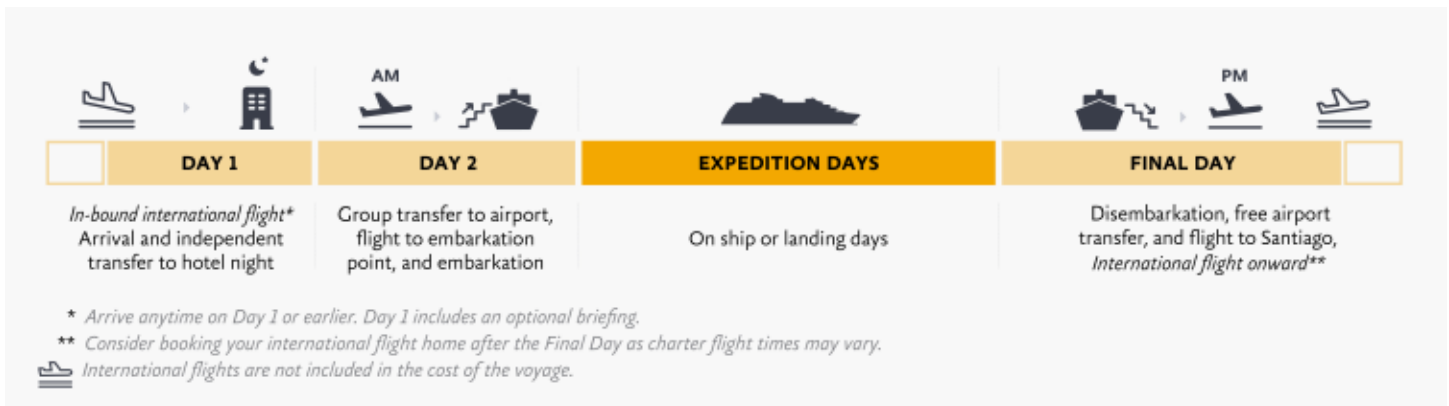 AM
PM
DAY 1
DAY 2
EXPEDITION DAYS
FINAL DAY
In-bound international flight*
Arrival and independent
transfer to hotel night
Group transfer to airport,
flight to embarkation
point, and embarkation
On ship or landing days
Disembarkation, free airport
transfer, and flight to Santiago,
International flight onward**
* Arrive anytime on Day 1 or earlier. Day 1 includes an optional briefing.
** Consider booking your international flight home after the Final Day as charter flight times may vary.
International flights are not included in the cost of the voyage.